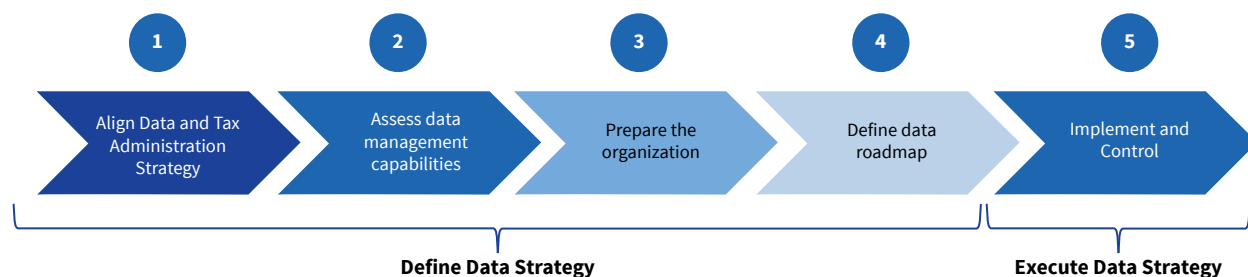 1
2
3
4
5
Align Data and Tax
Administration
Strategy
Assess data
management
capabilities
Prepare the
organization
Define data
roadmap
Implement and
Control
Define Data Strategy
Execute Data Strategy